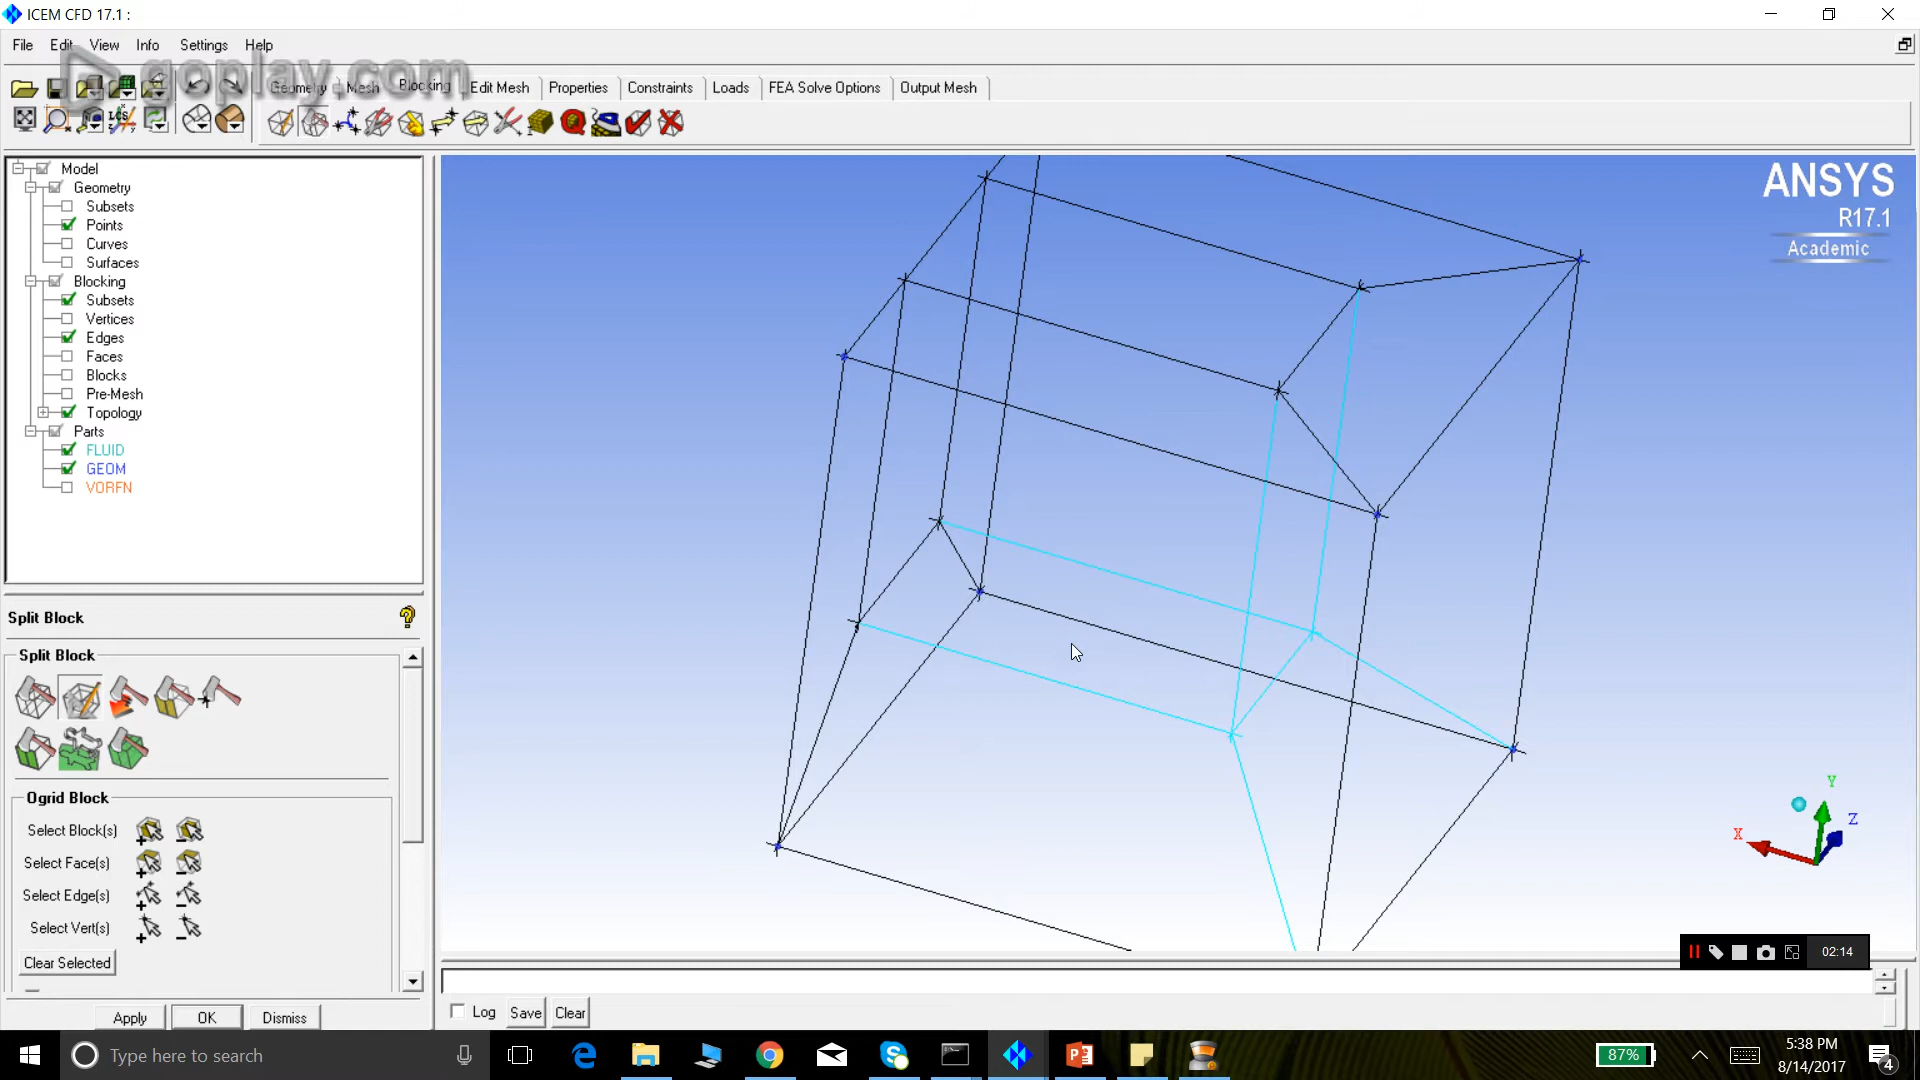 ICEM CFD 17.1 :
File Edit View Info Settings Help
goplay.com
Geometry Mesh Blocking Edit Mesh Properties Constraints Loads FEA Solve Options Output Mesh
LCS
Model
Geometry
Subsets
Points
Curves
Surfaces
Blocking
Subsets
Vertices
Edges
Faces
Blocks
Pre-Mesh
Topology
Parts
FLUID
GEOM
VORFN
ANSYS
R17.1
Academic
Split Block
Split Block
Ogrid Block
Select Block(s)
Select Face(s)
Select Edge(s)
Select Vert(s)
Clear Selected
Apply OK Dismiss
Y
X
Z
02:14
Log Save Clear
Type here to search
87%
5:38 PM
8/14/2017
4